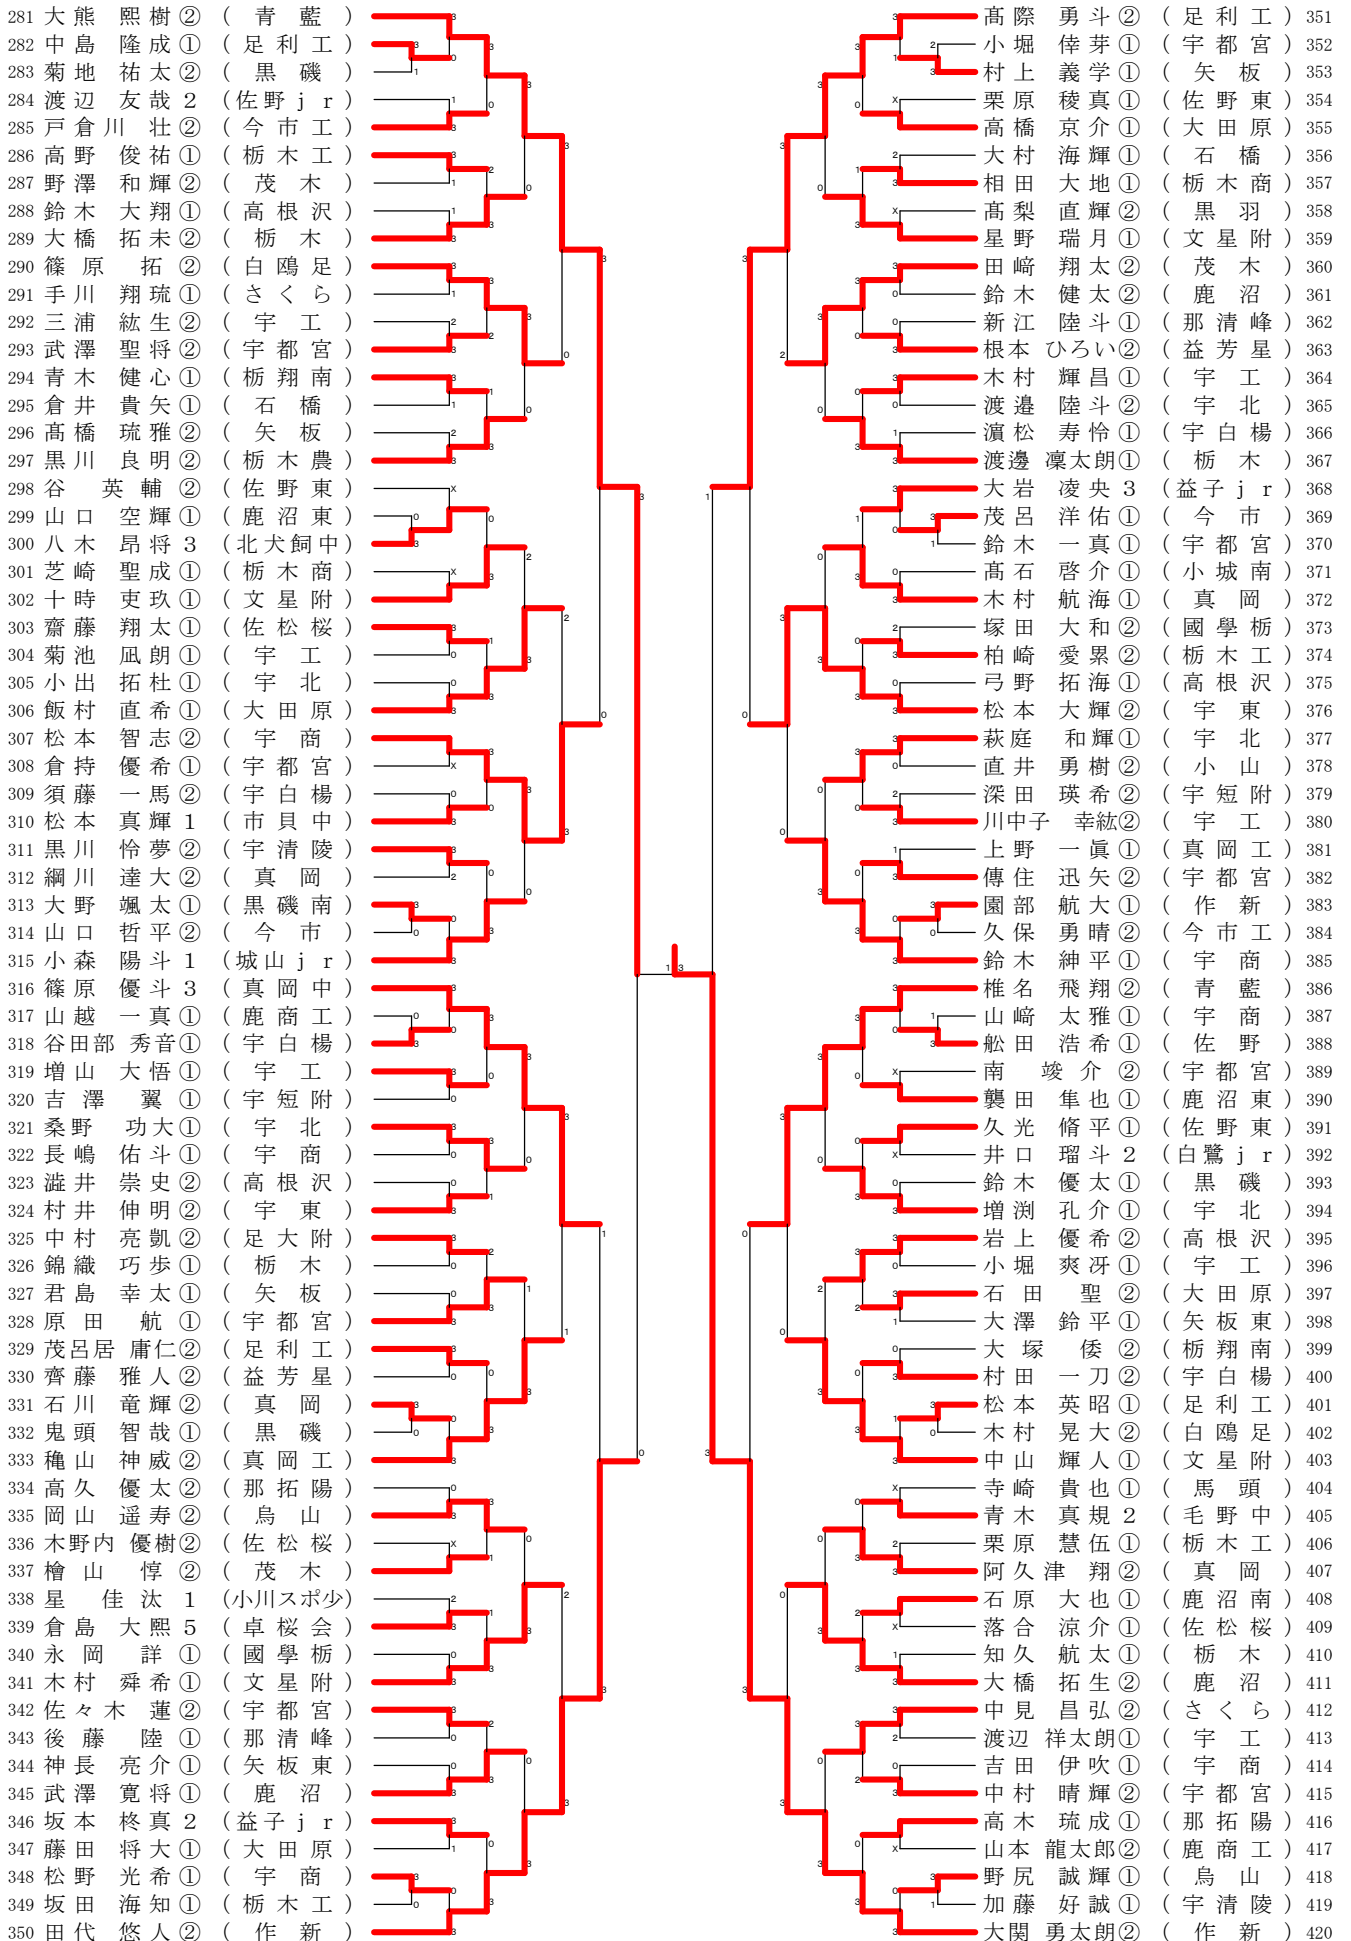 281 大熊 熙樹② ( 青 藍 )
282 中島 隆成① ( 足利工 )
283 菊地 祐太② ( 黒 磯 )
284 渡辺 友哉 2 (佐野ｊｒ)
285 戸倉川 壮② ( 今市工 )
286 高野 俊祐① ( 栃木工 )
287 野澤 和輝② ( 茂 木 )
288 鈴木 大翔① ( 高根沢 )
289 大橋 拓未② ( 栃 木 )
290 篠原 拓② ( 白鴎足 )
291 手川 翔琉① ( さくら )
292 三浦 紘生② ( 宇 工 )
293 武澤 聖将② ( 宇都宮 )
294 青木 健心① ( 栃翔南 )
295 倉井 貴矢① ( 石 橋 )
296 髙橋 琉雅② ( 矢 板 )
297 黒川 良明② ( 栃木農 )
298 谷 英輔② ( 佐野東 )
299 山口 空輝① ( 鹿沼東 )
300 八木 昂将 3 (北犬飼中)
301 芝崎 聖成① ( 栃木商 )
302 十時 吏玖① ( 文星附 )
303 齋藤 翔太① ( 佐松桜 )
304 菊池 凪朗① ( 宇 工 )
305 小出 拓杜① ( 宇 北 )
306 飯村 直希① ( 大田原 )
307 松本 智志② ( 宇 商 )
308 倉持 優希① ( 宇都宮 )
309 須藤 一馬② ( 宇白楊 )
310 松本 真輝 1 ( 市貝中 )
311 黒川 怜夢② ( 宇清陵 )
312 綱川 達大② ( 真 岡 )
313 大野 颯太① ( 黒磯南 )
314 山口 哲平② ( 今 市 )
315 小森 陽斗 1 (城山ｊｒ)
316 篠原 優斗 3 ( 真岡中 )
317 山越 一真① ( 鹿商工 )
318 谷田部 秀音① ( 宇白楊 )
319 増山 大悟① ( 宇 工 )
320 吉澤 翼① ( 宇短附 )
321 桑野 功大① ( 宇 北 )
322 長嶋 佑斗① ( 宇 商 )
323 澁井 崇史② ( 高根沢 )
324 村井 伸明② ( 宇 東 )
325 中村 亮凱② ( 足大附 )
326 錦織 巧歩① ( 栃 木 )
327 君島 幸太① ( 矢 板 )
328 原田 航① ( 宇都宮 )
329 茂呂居 庸仁② ( 足利工 )
330 齊藤 雅人② ( 益芳星 )
331 石川 竜輝② ( 真 岡 )
332 鬼頭 智哉① ( 黒 磯 )
333 穐山 神威② ( 真岡工 )
334 高久 優太② ( 那拓陽 )
335 岡山 遥寿② ( 烏 山 )
336 木野内 優樹② ( 佐松桜 )
337 檜山 惇② ( 茂 木 )
338 星 佳汰 1 (小川スポ少)
339 倉島 大熙 5 ( 卓桜会 )
340 永岡 詳① ( 國學栃 )
341 木村 舜希① ( 文星附 )
342 佐々木 蓮② ( 宇都宮 )
343 後藤 陸① ( 那清峰 )
344 神長 亮介① ( 矢板東 )
345 武澤 寛将① ( 鹿 沼 )
346 坂本 柊真 2 (益子ｊｒ)
347 藤田 将大① ( 大田原 )
348 松野 光希① ( 宇 商 )
349 坂田 海知① ( 栃木工 )
350 田代 悠人② ( 作 新 )
髙際 勇斗② ( 足利工 ) 351
小堀 倖芽① ( 宇都宮 ) 352
村上 義学① ( 矢 板 ) 353
栗原 稜真① ( 佐野東 ) 354
高橋 京介① ( 大田原 ) 355
大村 海輝① ( 石 橋 ) 356
相田 大地① ( 栃木商 ) 357
髙梨 直輝② ( 黒 羽 ) 358
星野 瑞月① ( 文星附 ) 359
田﨑 翔太② ( 茂 木 ) 360
鈴木 健太② ( 鹿 沼 ) 361
新江 陸斗① ( 那清峰 ) 362
根本 ひろい② ( 益芳星 ) 363
木村 輝昌① ( 宇 工 ) 364
渡邉 陸斗② ( 宇 北 ) 365
濵松 寿怜① ( 宇白楊 ) 366
渡邊 凜太朗① ( 栃 木 ) 367
大岩 凌央 3 (益子ｊｒ) 368
茂呂 洋佑① ( 今 市 ) 369
鈴木 一真① ( 宇都宮 ) 370
髙石 啓介① ( 小城南 ) 371
木村 航海① ( 真 岡 ) 372
塚田 大和② ( 國學栃 ) 373
柏崎 愛累② ( 栃木工 ) 374
弓野 拓海① ( 高根沢 ) 375
松本 大輝② ( 宇 東 ) 376
萩庭 和輝① ( 宇 北 ) 377
直井 勇樹② ( 小 山 ) 378
深田 瑛希② ( 宇短附 ) 379
川中子 幸紘② ( 宇 工 ) 380
上野 一眞① ( 真岡工 ) 381
傳住 迅矢② ( 宇都宮 ) 382
園部 航大① ( 作 新 ) 383
久保 勇晴② ( 今市工 ) 384
鈴木 紳平① ( 宇 商 ) 385
椎名 飛翔② ( 青 藍 ) 386
山﨑 太雅① ( 宇 商 ) 387
舩田 浩希① ( 佐 野 ) 388
南 竣介② ( 宇都宮 ) 389
襲田 隼也① ( 鹿沼東 ) 390
久光 脩平① ( 佐野東 ) 391
井口 瑠斗 2 (白鷺ｊｒ) 392
鈴木 優太① ( 黒 磯 ) 393
増渕 孔介① ( 宇 北 ) 394
岩上 優希② ( 高根沢 ) 395
小堀 爽冴① ( 宇 工 ) 396
石田 聖② ( 大田原 ) 397
大澤 鈴平① ( 矢板東 ) 398
大塚 倭② ( 栃翔南 ) 399
村田 一刀② ( 宇白楊 ) 400
松本 英昭① ( 足利工 ) 401
木村 晃大② ( 白鴎足 ) 402
中山 輝人① ( 文星附 ) 403
寺崎 貴也① ( 馬 頭 ) 404
青木 真規 2 ( 毛野中 ) 405
栗原 慧伍① ( 栃木工 ) 406
阿久津 翔② ( 真 岡 ) 407
石原 大也① ( 鹿沼南 ) 408
落合 涼介① ( 佐松桜 ) 409
知久 航太① ( 栃 木 ) 410
大橋 拓生② ( 鹿 沼 ) 411
中見 昌弘② ( さくら ) 412
渡辺 祥太朗① ( 宇 工 ) 413
吉田 伊吹① ( 宇 商 ) 414
中村 晴輝② ( 宇都宮 ) 415
高木 琉成① ( 那拓陽 ) 416
山本 龍太郎② ( 鹿商工 ) 417
野尻 誠輝① ( 烏 山 ) 418
加藤 好誠① ( 宇清陵 ) 419
大関 勇太朗② ( 作 新 ) 420